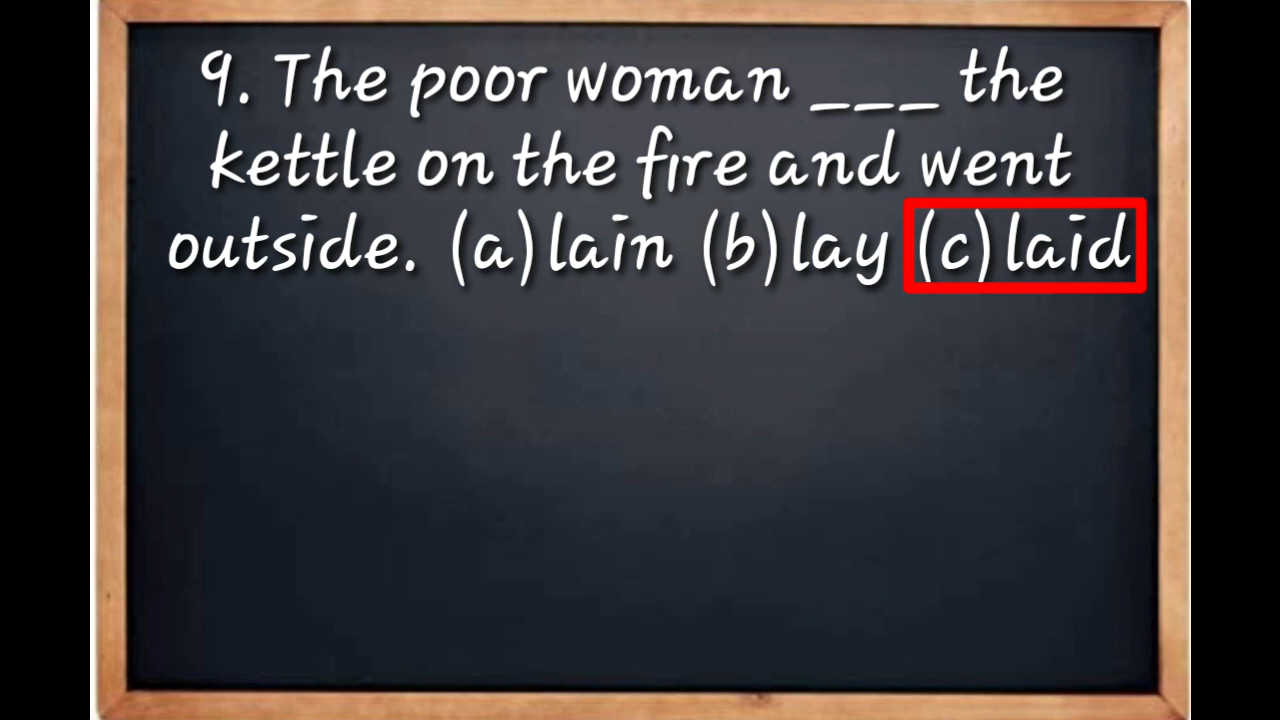 9. The poor woman ___ the
kettle on the fire and went
outside. (a)lain (b)lay (c)laid